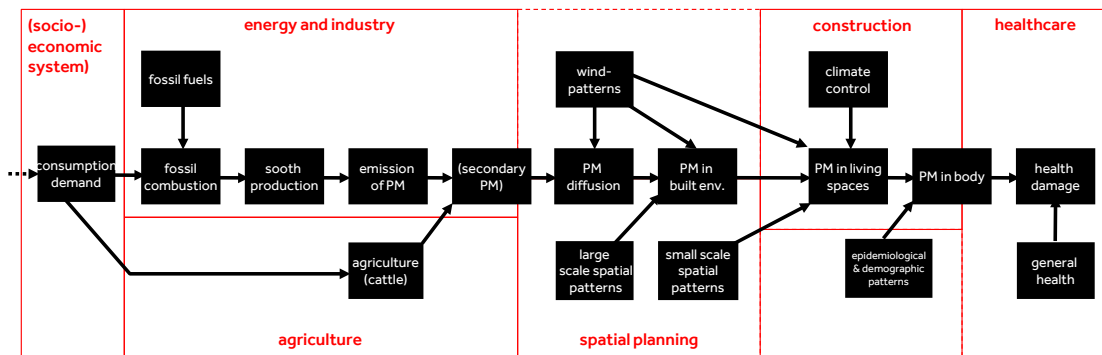 (socio-)
economic
system)
energy and industry
construction
healthcare
fossil fuels
wind-
patterns
climate
control
consumption
demand
fossil
combustion
sooth
production
emission
of PM
(secondary
PM)
PM
diffusion
PM in
built env.
PM in living
spaces
PM in body
health
damage
agriculture
(cattle)
large
scale spatial
patterns
small scale
spatial
patterns
epidemiological
& demographic
patterns
general
health
agriculture
spatial planning